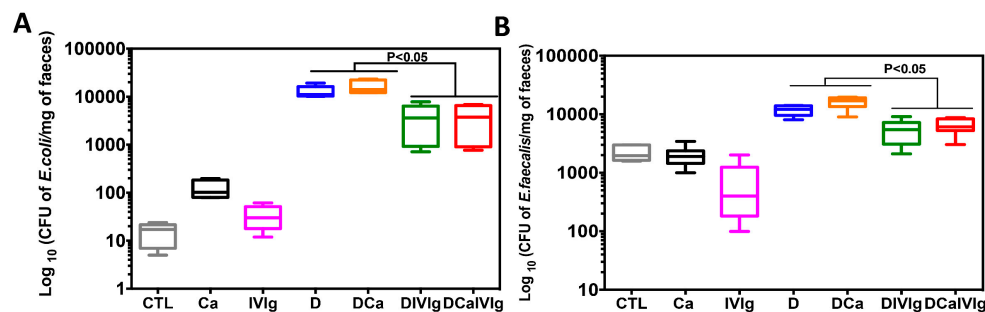 A
Log 10 (CFU of E.coli/mg of faeces)
100000
10000
1000
100
10
1
P<0.05
CTL Ca IVIg D DCa DIVIg DCaIVIg
B
Log 10 (CFU of E.faecalis/mg of faeces)
100000
10000
1000
100
10
P<0.05
CTL Ca IVIg D DCa DIVIg DCaIVIg